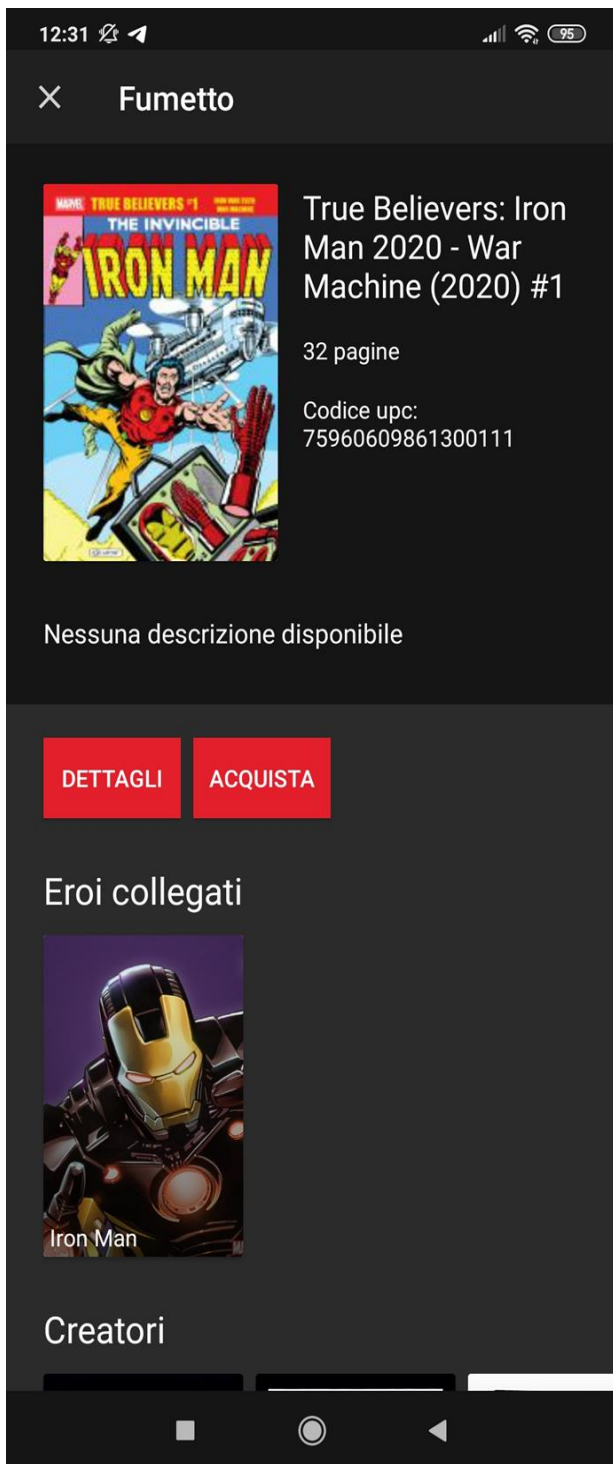 12:31
95
Fumetto
MARVEL TRUE BELIEVERS #1
THE INVINCIBLE
IRON MAN
True Believers: Iron
Man 2020 - War
Machine (2020) #1
32 pagine
Codice upc:
75960609861300111
Nessuna descrizione disponibile
DETTAGLI
ACQUISTA
Eroi collegati
Iron Man
Creatori